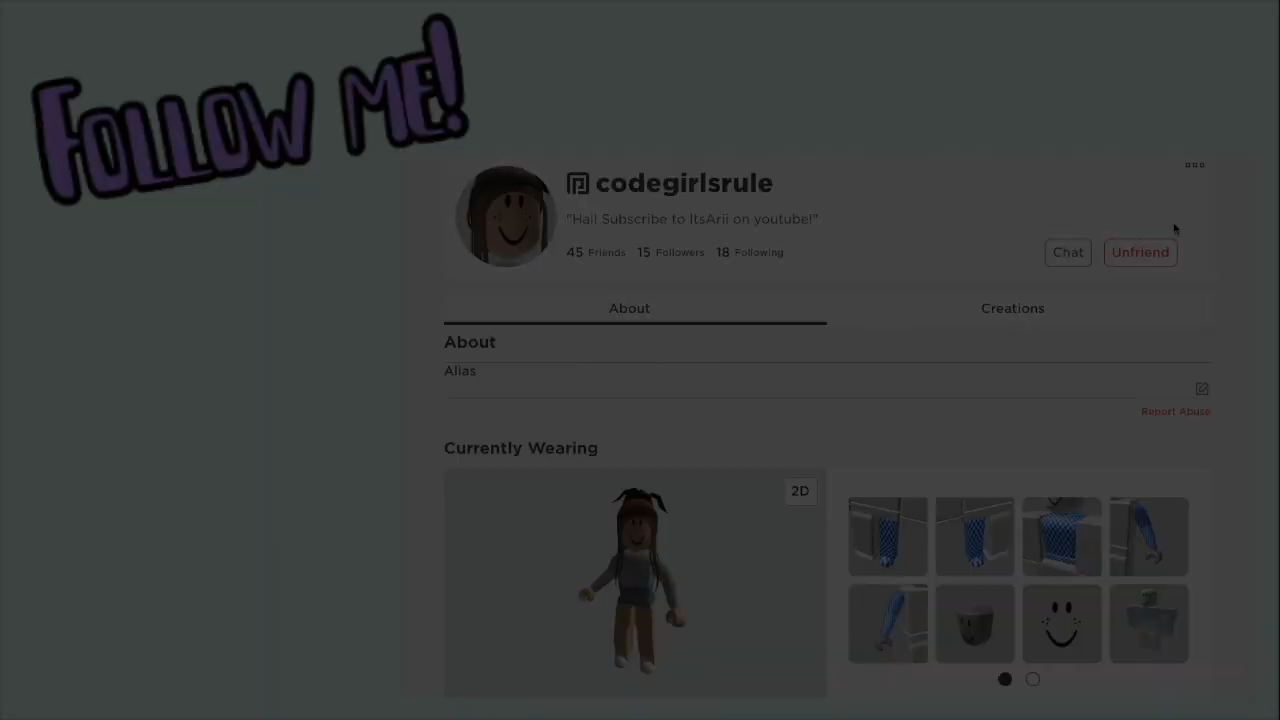 FOLLOW ME!
codegirlsrule
"Hai! Subscribe to ItsArii on youtube!"
45 Friends 15 Followers 18 Following
Chat Unfriend
About Creations
About
Alias
Report Abuse
Currently Wearing
2D